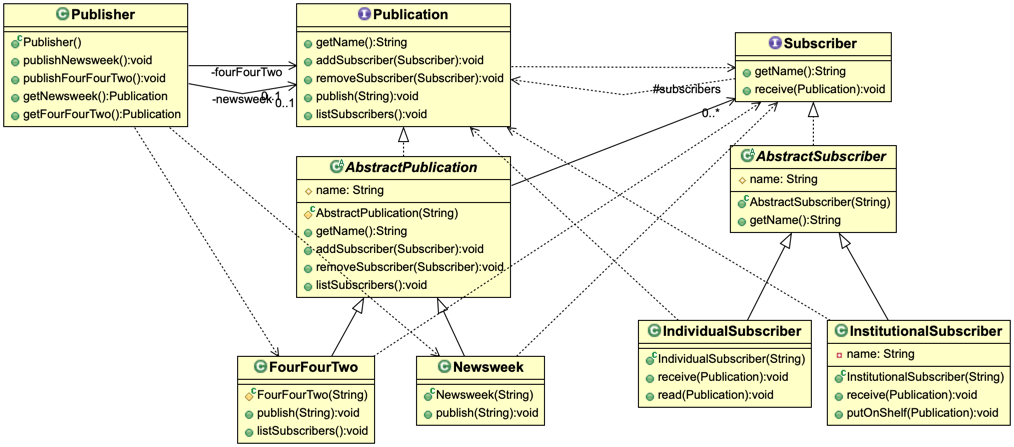 Publisher
Publisher()
publishNewsweek():void
publishFourFourTwo():void
getNewsweek():Publication
getFourFourTwo():Publication
-fourFourTwo
-newsweek
0..1
0..1
Publication
getName():String
addSubscriber(Subscriber):void
removeSubscriber(Subscriber):void
publish(String):void
listSubscribers():void
#subscribers
0..*
Subscriber
getName():String
receive(Publication):void
AbstractPublication
name: String
AbstractPublication(String)
getName():String
addSubscriber(Subscriber):void
removeSubscriber(Subscriber):void
listSubscribers():void
AbstractSubscriber
name: String
AbstractSubscriber(String)
getName():String
FourFourTwo
FourFourTwo(String)
publish(String):void
listSubscribers():void
Newsweek
Newsweek(String)
publish(String):void
IndividualSubscriber
IndividualSubscriber(String)
receive(Publication):void
read(Publication):void
InstitutionalSubscriber
name: String
InstitutionalSubscriber(String)
receive(Publication):void
putOnShelf(Publication):void